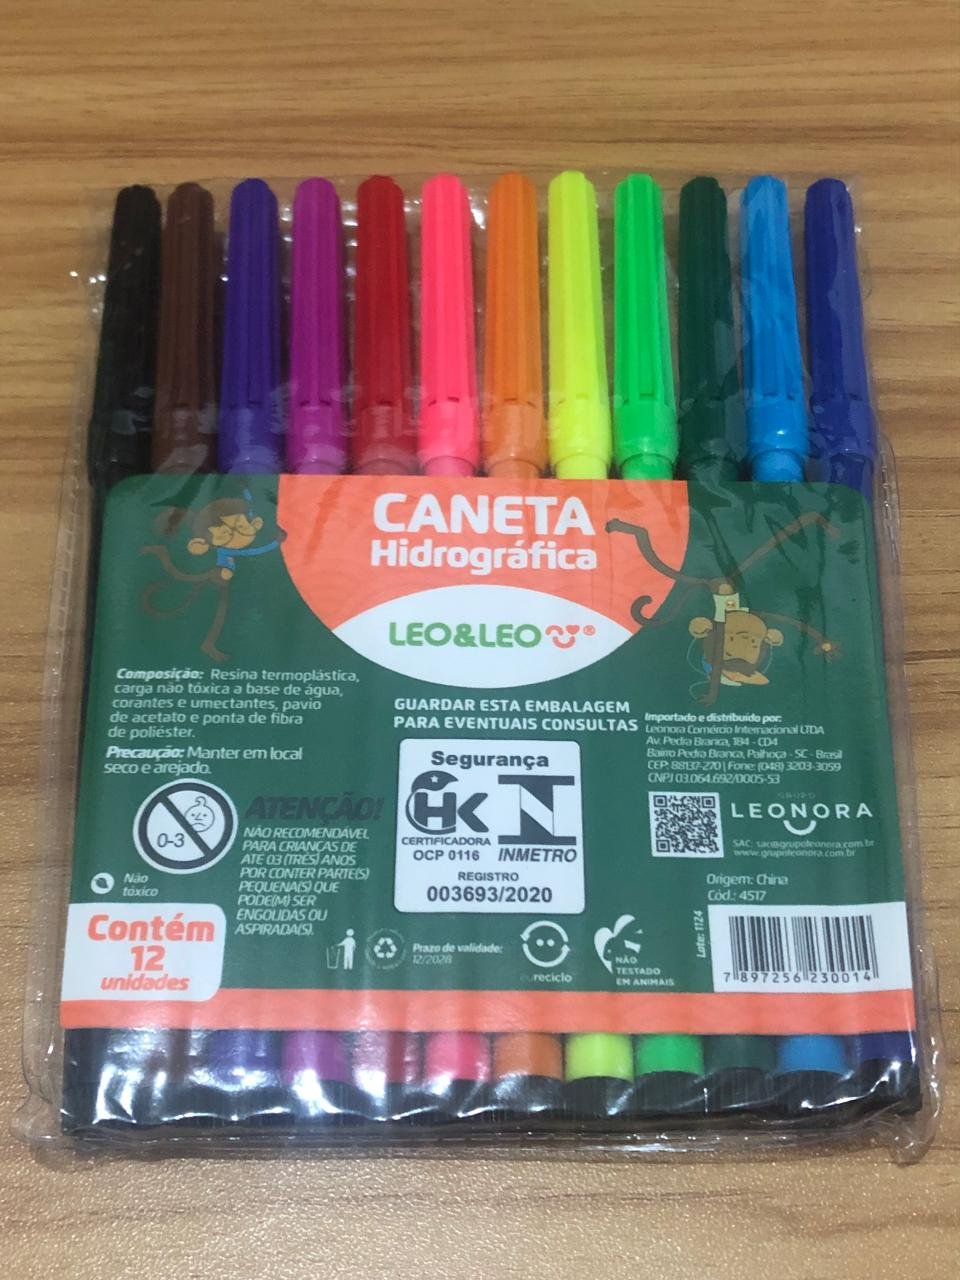 CANETA
Hidrográfica
LEO&LEO®
Composição: Resina termoplástica,
carga não tóxica a base de água,
corantes e umectantes, pavio
de acetato e ponta de fibra
de poliéster.
Precaução: Manter em local
seco e arejado.
0-3
ATENÇÃO!
NÃO RECOMENDÁVEL
PARA CRIANÇAS DE
ATE 03 (TRÊS) ANOS
POR CONTER PARTE(S)
PEQUENA(S) QUE
PODE(M) SER
ENGOLIDAS OU
ASPIRADA(S).
Não
tóxico
Contém
12
unidades
GUARDAR ESTA EMBALAGEM
PARA EVENTUAIS CONSULTAS
Segurança
HK
CERTIFICADORA
OCP 0116
INMETRO
REGISTRO
003693/2020
Prazo de validade:
12/2028
eureciclo
NÃO
TESTADO
EM ANIMAIS
Importado e distribuído por:
Leonora Comércio Internacional LTDA
Av. Pedra Branca, 184 - CD4
Bairro Pedra Branca, Palhoça - SC - Brasil
CEP: 88137-270 | Fone: (048) 3203-3059
CNPJ 03.064.692/0005-53
GRUPO
LEONORA
SAC: sac@grupoleonora.com.br
www.grupoleonora.com.br
Origem: China
Cód.: 4517
Lote: 1124
7 897256 230014